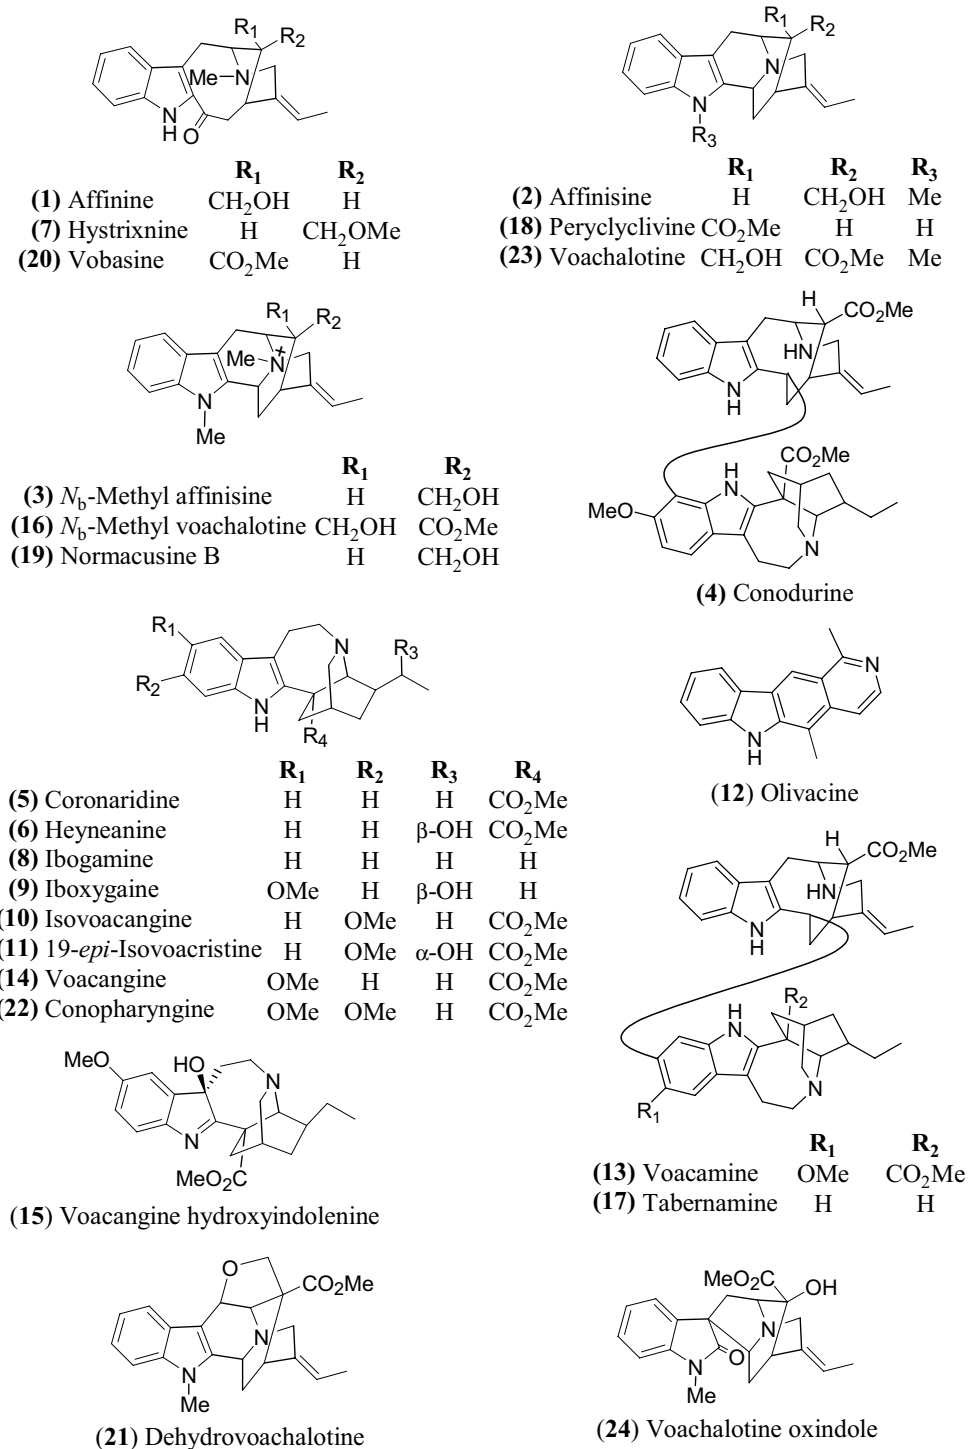 R1
R2
Me
N
N
H
O
R1 R2
(1) Affinine CH2OH H
(7) Hystrixnine H CH2OMe
(20) Vobasine CO2Me H
R1
R2
N
N
R3
R1 R2 R3
(2) Affinisine H CH2OH Me
(18) Peryclyclivine CO2Me H H
(23) Voachalotine CH2OH CO2Me Me
R1
R2
Me
N+
N
Me
R1 R2
(3) Nb-Methyl affinisine H CH2OH
(16) Nb-Methyl voachalotine CH2OH CO2Me
(19) Normacusine B H CH2OH
H
CO2Me
HN
N
H
CO2Me
H
N
MeO
N
(4) Conodurine
R1
N
R3
R2
N
H
R4
R1 R2 R3 R4
(5) Coronaridine H H H CO2Me
(6) Heyneanine H H β-OH CO2Me
(8) Ibogamine H H H H
(9) Iboxygaine OMe H β-OH H
(10) Isovoacangine H OMe H CO2Me
(11) 19-epi-Isovoacristine H OMe α-OH CO2Me
(14) Voacangine OMe H H CO2Me
(22) Conopharyngine OMe OMe H CO2Me
N
N
H
(12) Olivacine
H
CO2Me
HN
N
H
R2
H
N
N
R1
R1 R2
(13) Voacamine OMe CO2Me
(17) Tabernamine H H
MeO
HO
N
N
MeO2C
(15) Voacangine hydroxyindolenine
O
CO2Me
N
N
Me
(21) Dehydrovoachalotine
MeO2C
OH
N
O
N
Me
(24) Voachalotine oxindole